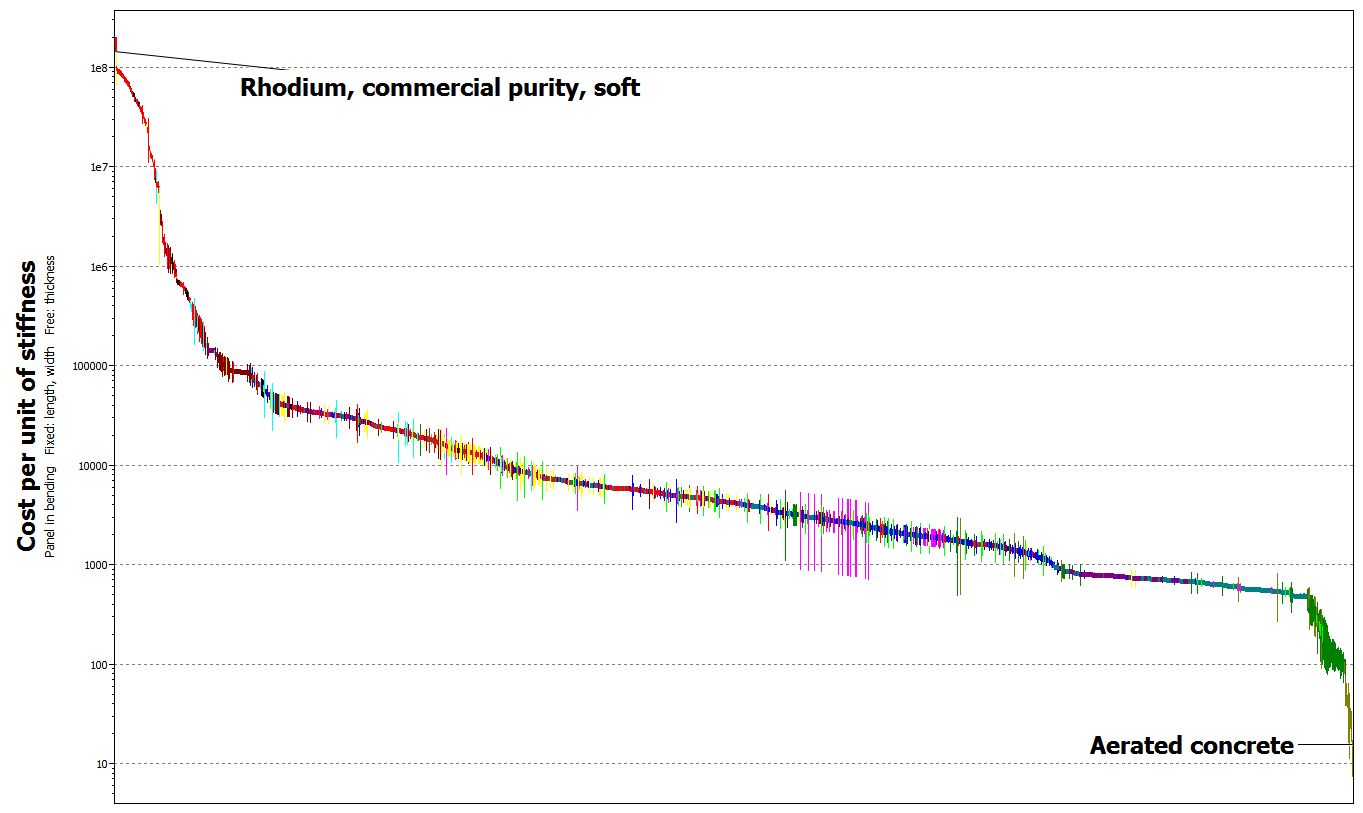 1e8
Rhodium, commercial purity, soft
1e7
1e6
100000
10000
1000
100
10
Cost per unit of stiffness
Panel in bending Fixed: length, width Free: thickness
Aerated concrete